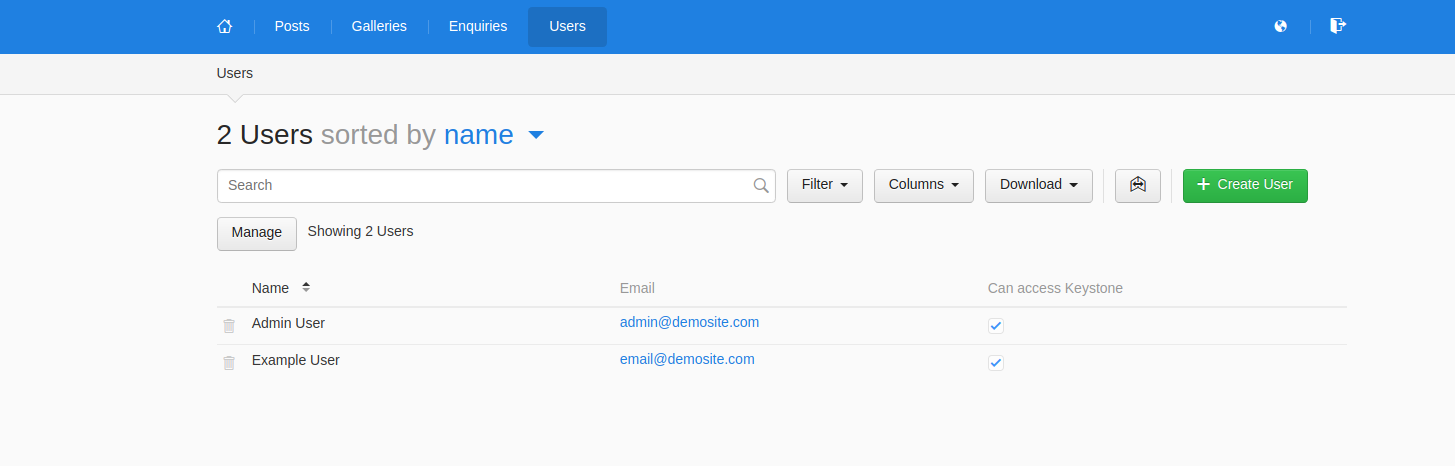 Posts Galleries Enquiries Users
Users
2 Users sorted by name
Search Filter Columns Download Create User
Manage Showing 2 Users
Name Email Can access Keystone
Admin User admin@demosite.com
Example User email@demosite.com